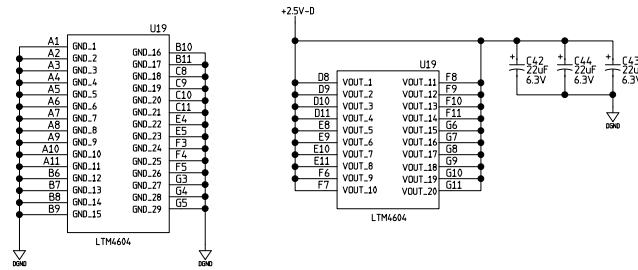 +2.5V-D
U19
A1 GND_1 GND_16 B10
A2 GND_2 GND_17 B11
A3 GND_3 GND_18 C8
A4 GND_4 GND_19 C9
A5 GND_5 GND_20 C10
A6 GND_6 GND_21 C11
A7 GND_7 GND_22 E4
A8 GND_8 GND_23 E5
A9 GND_9 GND_24 F3
A10 GND_10 GND_25 F4
A11 GND_11 GND_26 F5
B6 GND_12 GND_27 G3
B7 GND_13 GND_28 G4
B8 GND_14 GND_29 G5
B9 GND_15
LTM4604
DGND
DGND
U19
D8 VOUT_1 VOUT_11 F8
D9 VOUT_2 VOUT_12 F9
D10 VOUT_3 VOUT_13 F10
D11 VOUT_4 VOUT_14 F11
E8 VOUT_5 VOUT_15 G6
E9 VOUT_6 VOUT_16 G7
E10 VOUT_7 VOUT_17 G8
E11 VOUT_8 VOUT_18 G9
F6 VOUT_9 VOUT_19 G10
F7 VOUT_10 VOUT_20 G11
LTM4604
+ C42
22uF
6.3V
+ C44
22uF
6.3V
+ C43
22uF
6.3V
DGND